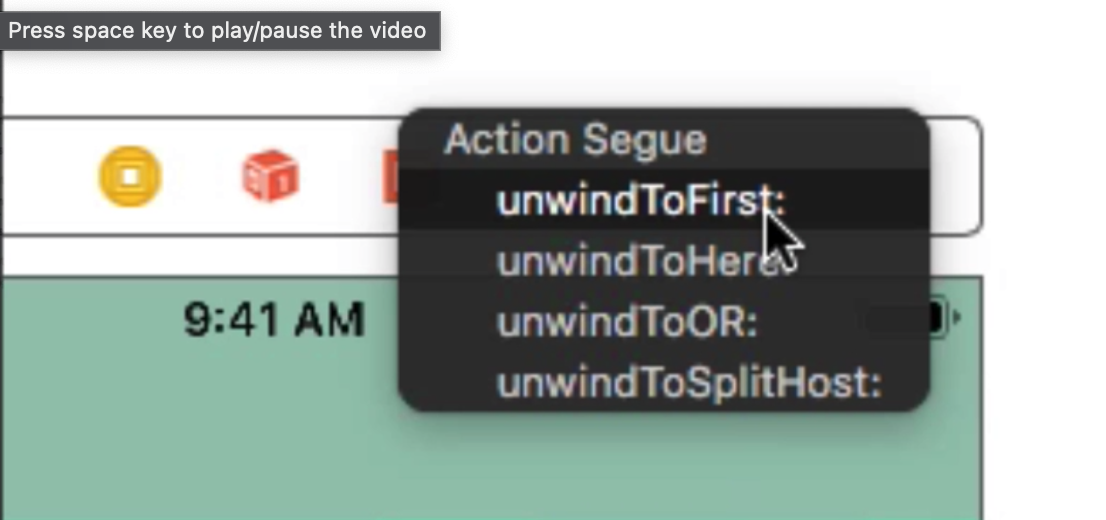 Press space key to play/pause the video
Action Segue
unwindToFirst:
unwindToHere
unwindToOR:
9:41 AM
unwindToSplitHost: